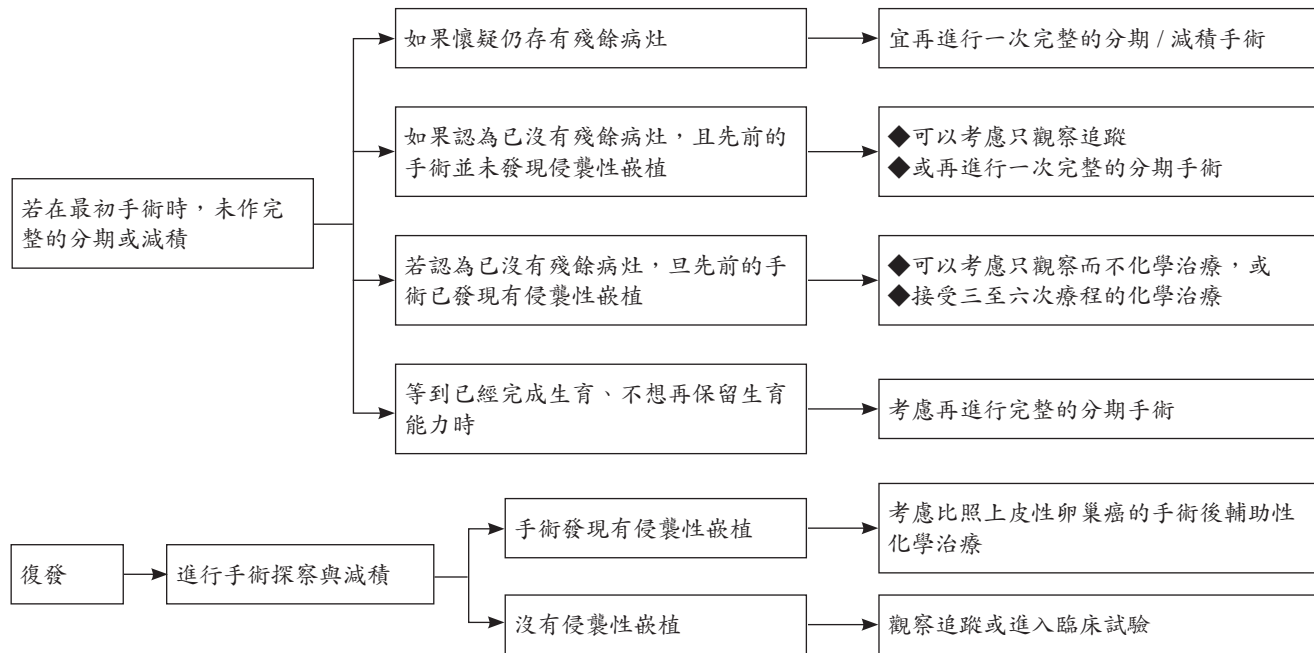 如果懷疑仍存有殘餘病灶
宜再進行一次完整的分期 / 減積手術
如果認為已沒有殘餘病灶，且先前的
手術並未發現侵襲性嵌植
◆可以考慮只觀察追蹤
◆或再進行一次完整的分期手術
若在最初手術時，未作完
整的分期或減積
若認為已沒有殘餘病灶，旦先前的手
術已發現有侵襲性嵌植
◆可以考慮只觀察而不化學治療，或
◆接受三至六次療程的化學治療
等到已經完成生育、不想再保留生育
能力時
考慮再進行完整的分期手術
復發
進行手術探察與減積
手術發現有侵襲性嵌植
考慮比照上皮性卵巢癌的手術後輔助性
化學治療
沒有侵襲性嵌植
觀察追蹤或進入臨床試驗